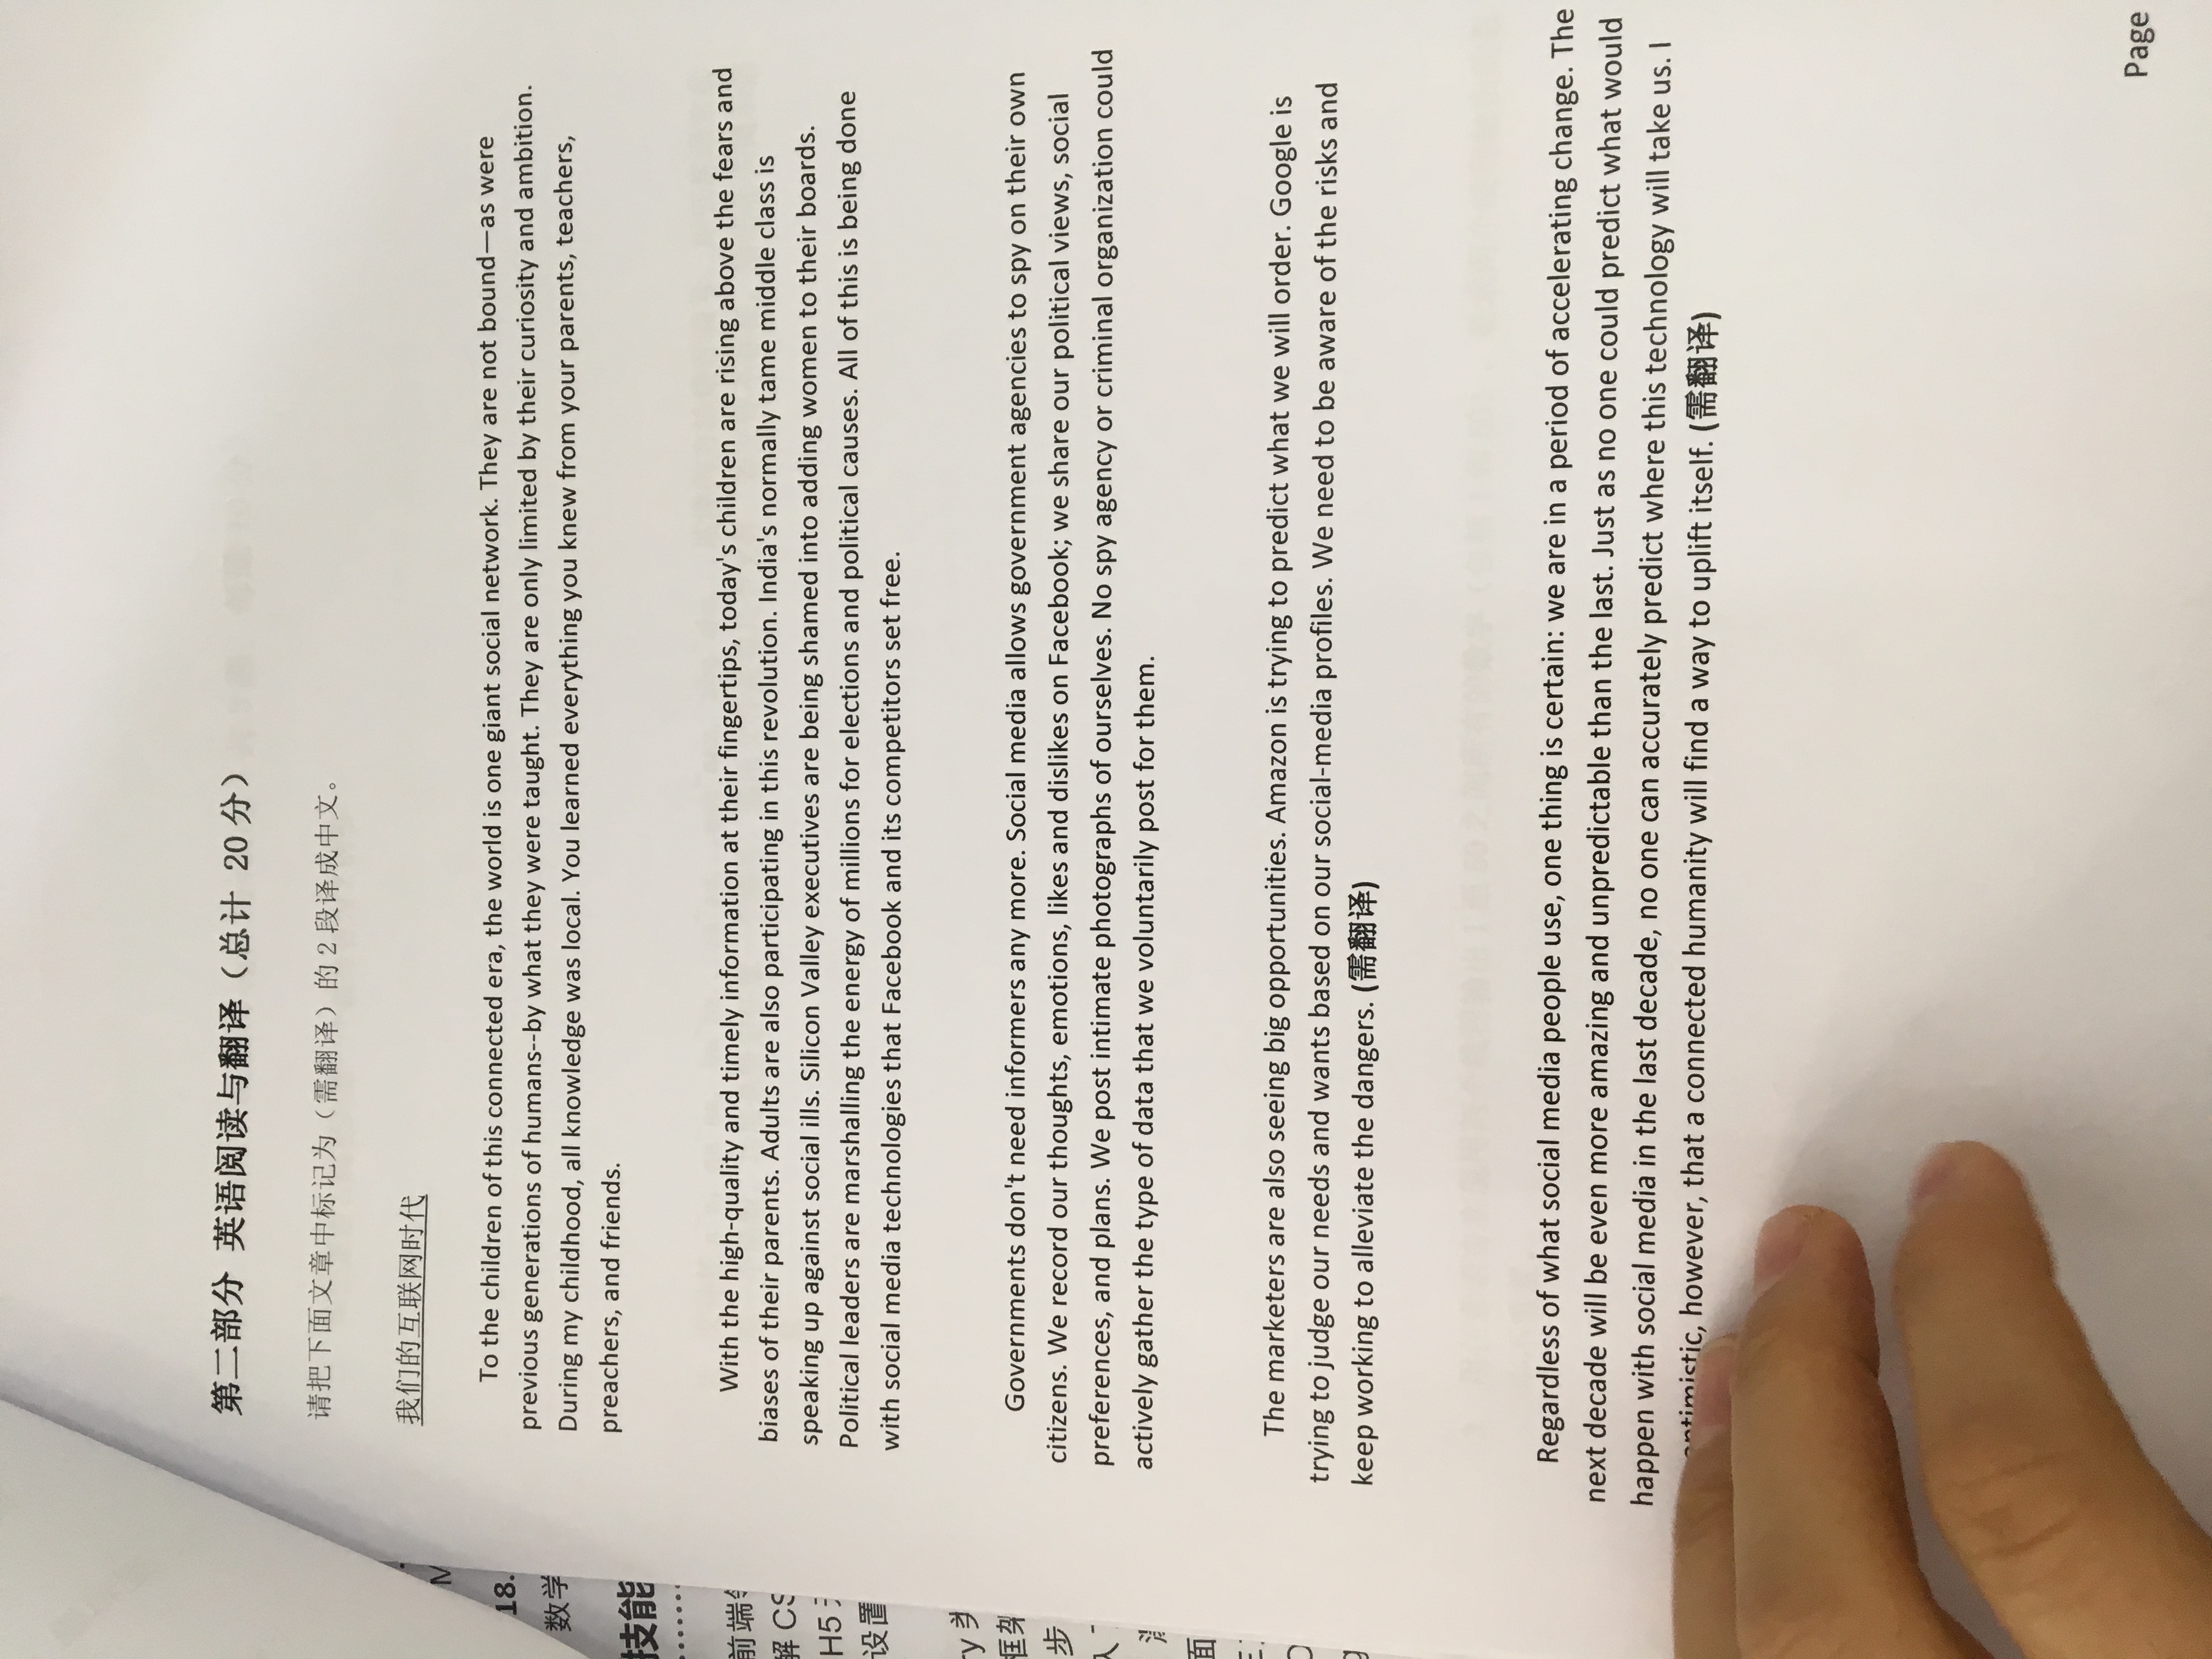 第二部分 英语阅读与翻译（总计 20 分）
请把下面文章中标记为（需翻译）的 2 段译成中文。
我们的互联网时代
To the children of this connected era, the world is one giant social network. They are not bound—as were
previous generations of humans--by what they were taught. They are only limited by their curiosity and ambition.
During my childhood, all knowledge was local. You learned everything you knew from your parents, teachers,
preachers, and friends.
With the high-quality and timely information at their fingertips, today's children are rising above the fears and
biases of their parents. Adults are also participating in this revolution. India's normally tame middle class is
speaking up against social ills. Silicon Valley executives are being shamed into adding women to their boards.
Political leaders are marshalling the energy of millions for elections and political causes. All of this is being done
with social media technologies that Facebook and its competitors set free.
Governments don't need informers any more. Social media allows government agencies to spy on their own
citizens. We record our thoughts, emotions, likes and dislikes on Facebook; we share our political views, social
preferences, and plans. We post intimate photographs of ourselves. No spy agency or criminal organization could
actively gather the type of data that we voluntarily post for them.
The marketers are also seeing big opportunities. Amazon is trying to predict what we will order. Google is
trying to judge our needs and wants based on our social-media profiles. We need to be aware of the risks and
keep working to alleviate the dangers. (需翻译)
Regardless of what social media people use, one thing is certain: we are in a period of accelerating change. The
next decade will be even more amazing and unpredictable than the last. Just as no one could predict what would
happen with social media in the last decade, no one can accurately predict where this technology will take us. I
optimistic, however, that a connected humanity will find a way to uplift itself. (需翻译)
Page
18.
数学
技能
前端
解 CS
H5
设置
ry
步
面